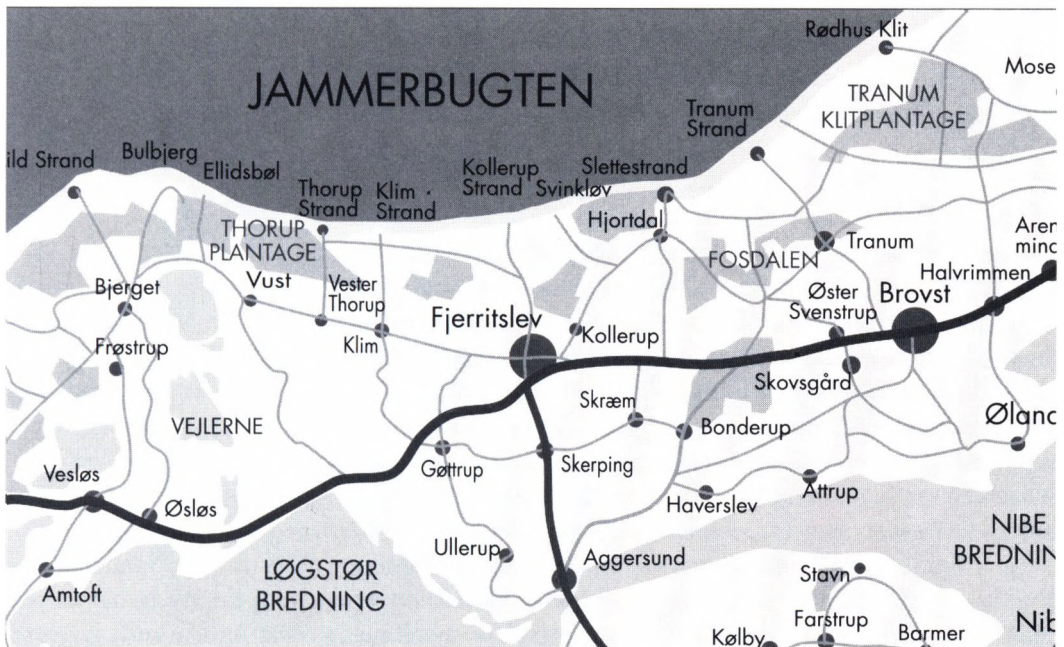 Rødhus Klit
JAMMERBUGTEN
Mose
TRANUM
KLITPLANTAGE
Tranum
Strand
ild Strand
Bulbjerg
Ellidsbøl
Thorup
Strand
Klim
Strand
Kollerup
Strand
Svinkløv
Slettestrand
Hjortdal
THORUP
PLANTAGE
FOSDALEN
Tranum
Aren
mind
Bjerget
Vust
Vester
Thorup
Klim
Fjerritslev
Kollerup
Øster
Svenstrup
Brovst
Halvrimmen
Frøstrup
Skovsgård
Skræm
VEJLERNE
Bonderup
Øland
Gøttrup
Skerping
Vesløs
Øsløs
Haverslev
Attrup
NIBE
BREDNIN
Ullerup
Aggersund
LØGSTØR
BREDNING
Amtoft
Stavn
Farstrup
Nib
Kølby
Barmer